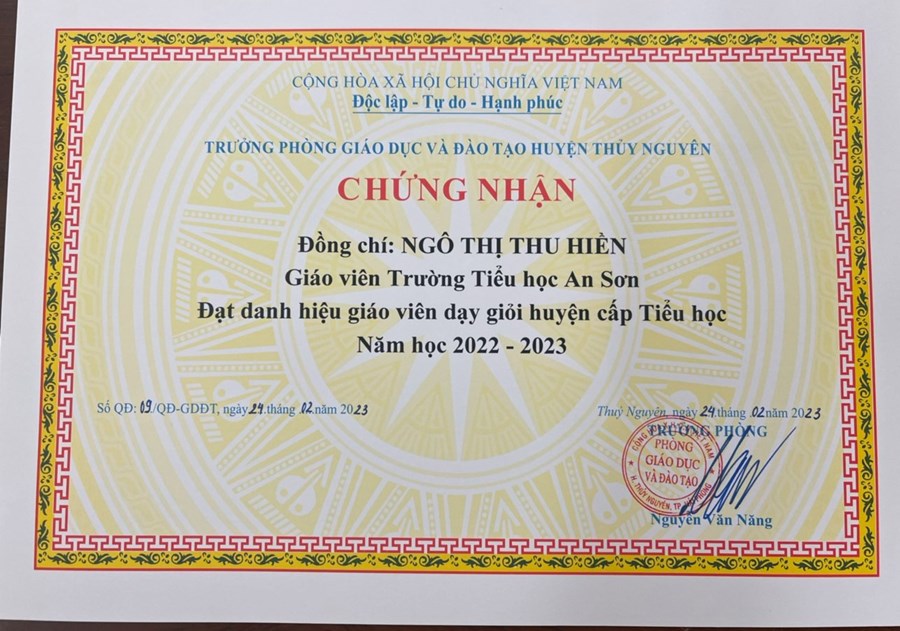 CỘNG HÒA XÃ HỘI CHỦ NGHĨA VIỆT NAM
Độc lập - Tự do - Hạnh phúc
TRƯỞNG PHÒNG GIÁO DỤC VÀ ĐÀO TẠO HUYỆN THỦY NGUYÊN
CHỨNG NHẬN
Đồng chí: NGÔ THỊ THU HIỀN
Giáo viên Trường Tiểu học An Sơn
Đạt danh hiệu giáo viên dạy giỏi huyện cấp Tiểu học
Năm học 2022 - 2023
Số QĐ: 09/QĐ-GDĐT, ngày 24.tháng .02.năm 2023
Thuỷ Nguyên, ngày 24.tháng .02.năm 2023
TRƯỞNG PHÒNG
PHÒNG
GIÁO DỤC
VÀ ĐÀO TẠO
H. THỦY NGUYÊN, TP
Nguyễn Văn Năng